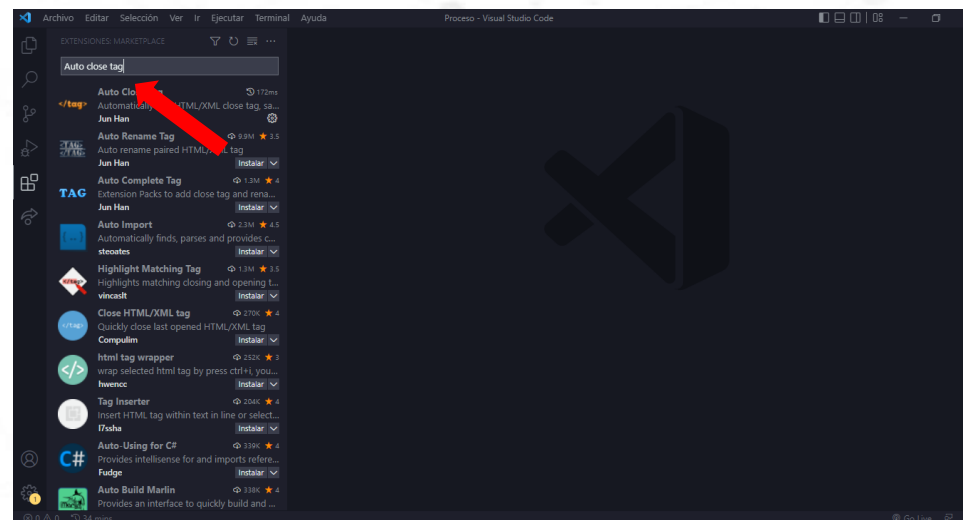 Archivo Editar Selección Ver Ir Ejecutar Terminal Ayuda
Proceso - Visual Studio Code
EXTENSIONES: MARKETPLACE
Auto close tag
Auto Clo 172ms
</tag>
Automatically HTML/XML close tag, sa...
Jun Han
Auto Rename Tag 9.9M ★ 3.5
Auto rename paired HTML/XML tag
Jun Han Instalar
TAG
Auto Complete Tag 1.3M ★ 4
Extension Packs to add close tag and rena...
Jun Han Instalar
Auto Import 2.3M ★ 4.5
Automatically finds, parses and provides c...
steoates Instalar
Highlight Matching Tag 1.3M ★ 3.5
Highlights matching closing and opening t...
vincaslt Instalar
Close HTML/XML tag 270K ★ 4
</tag>
Quickly close last opened HTML/XML tag
Compulim Instalar
html tag wrapper 252K ★ 3
</>
wrap selected html tag by press ctrl+i, you...
hwencc Instalar
Tag Inserter 204K ★ 4
Insert HTML tag within text in line or select...
l7ssha Instalar
Auto-Using for C# 339K ★ 4
C#
Provides intellisense for and imports refere...
Fudge Instalar
Auto Build Marlin 338K ★ 4
Provides an interface to quickly build and ...
1
0 0 34 mins Go Live